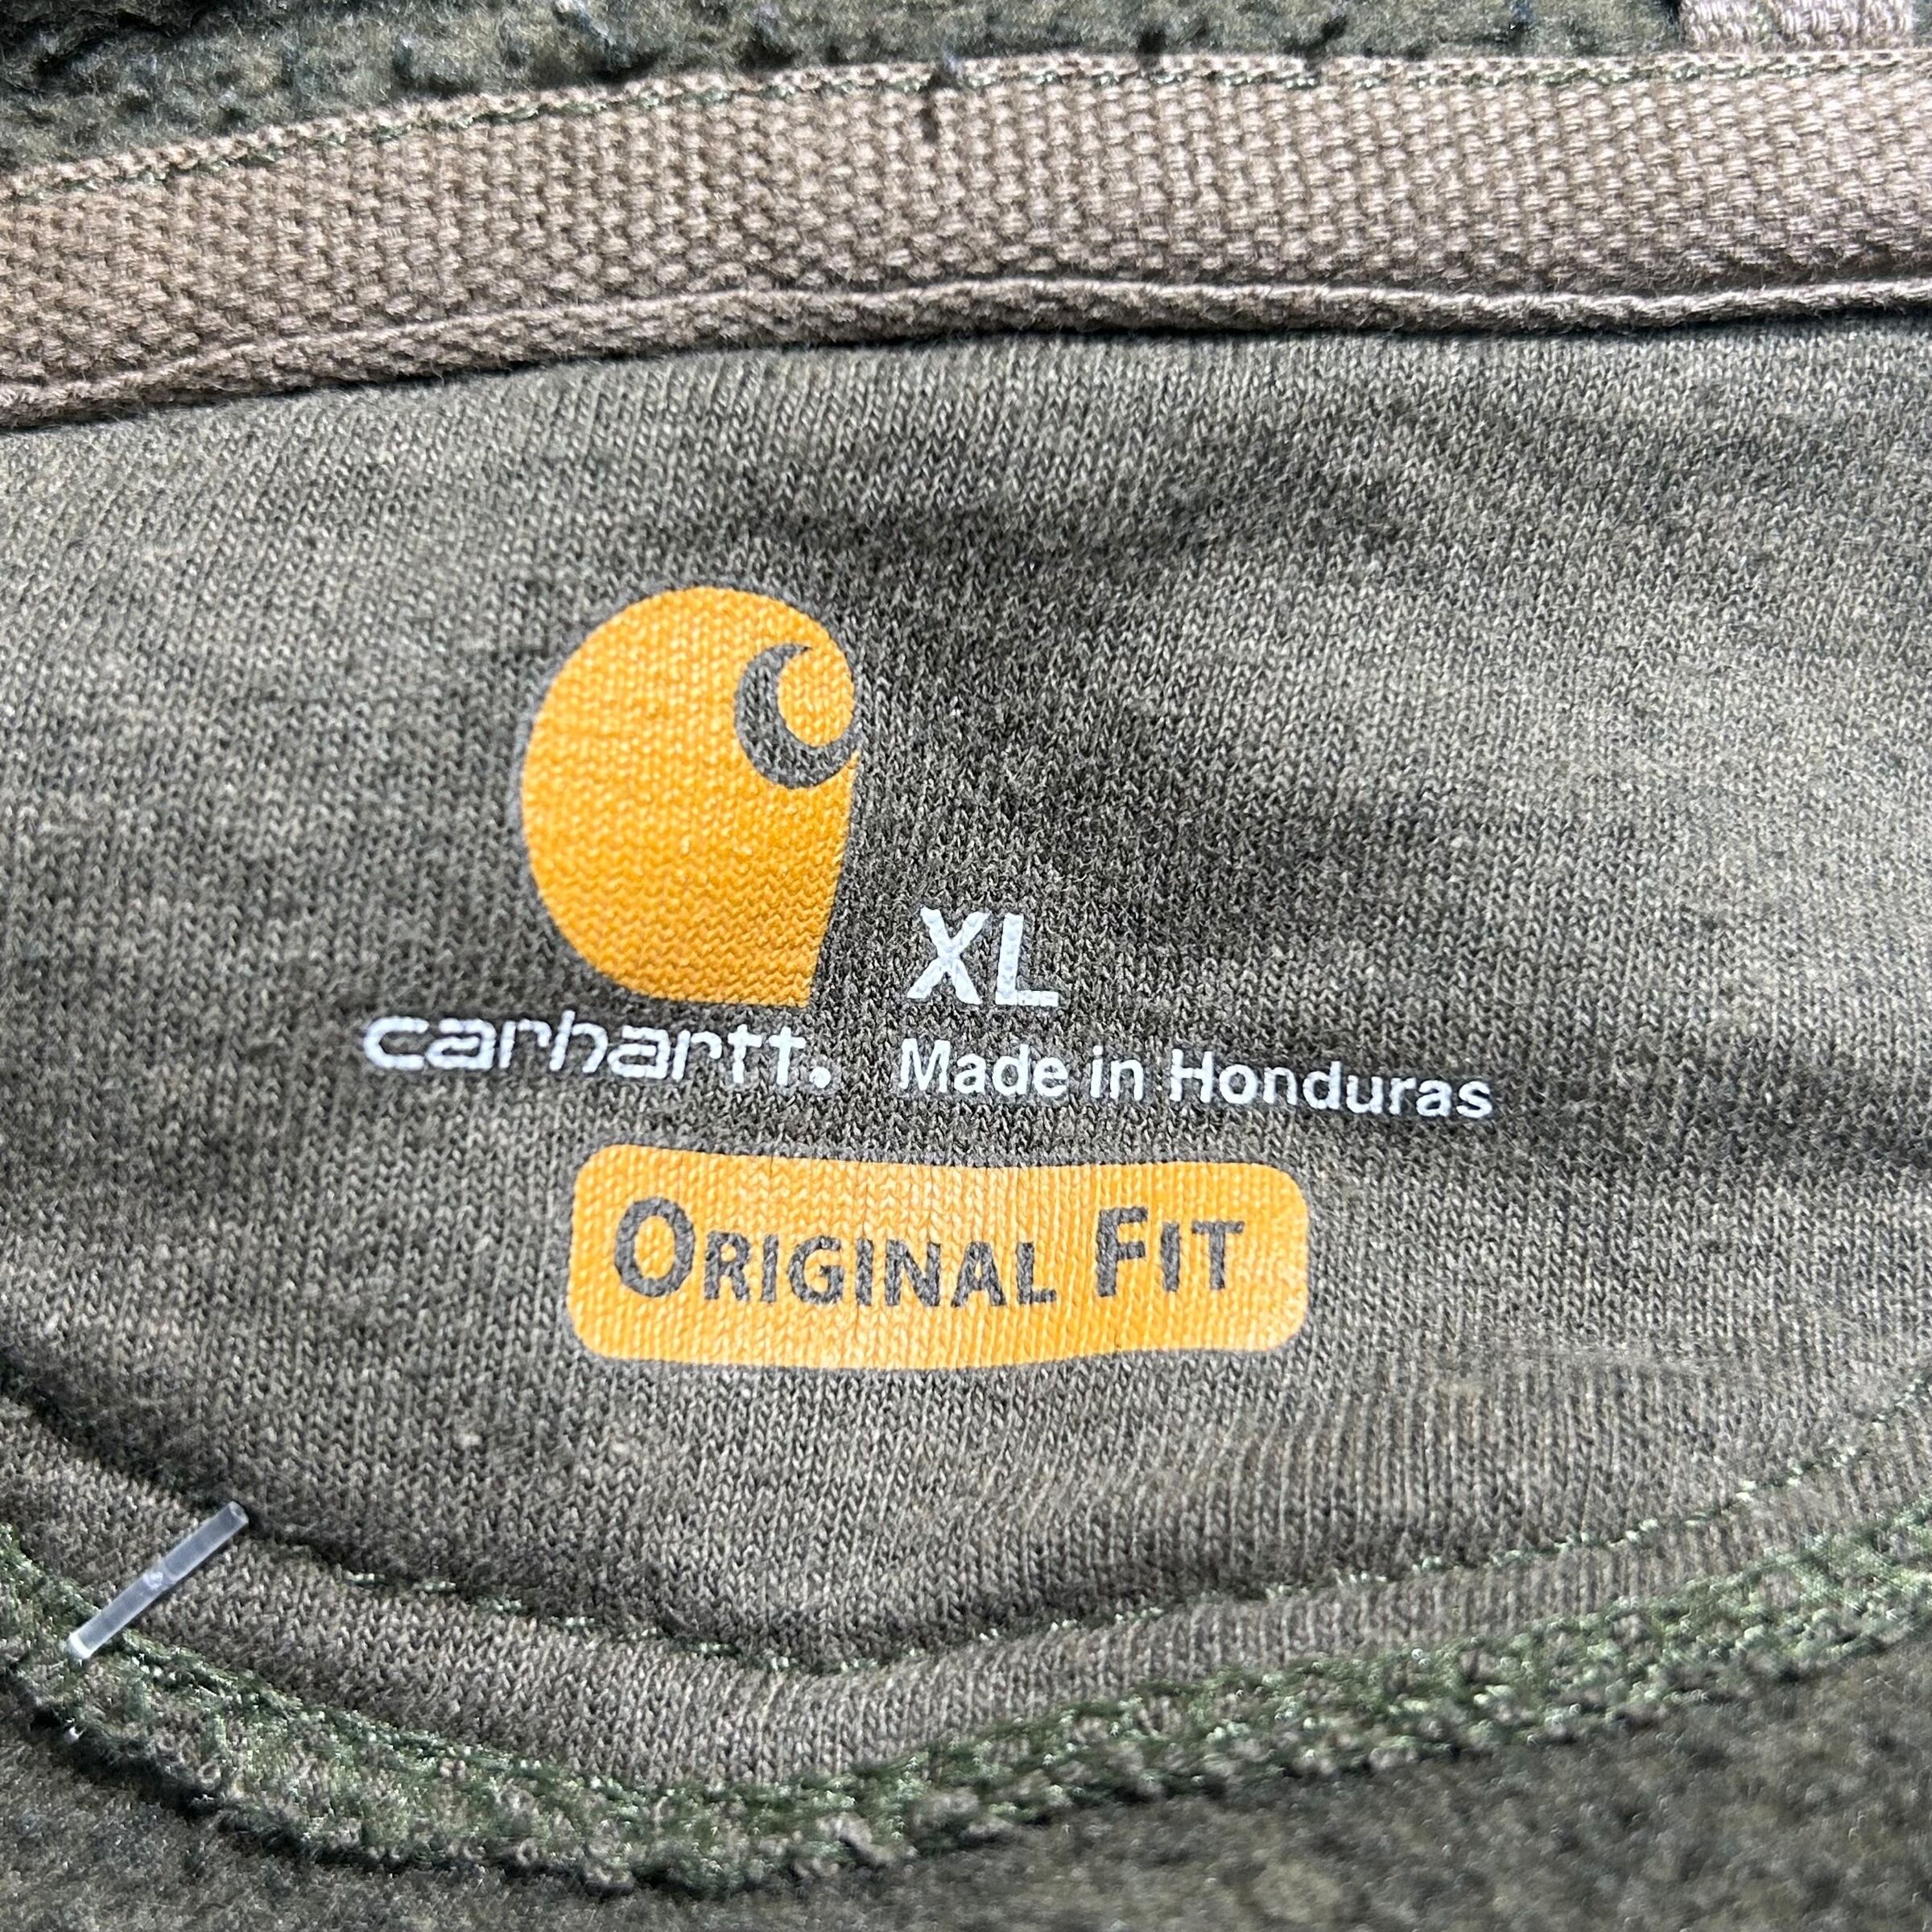 XL
carhartt.
Made in Honduras
ORIGINAL FIT